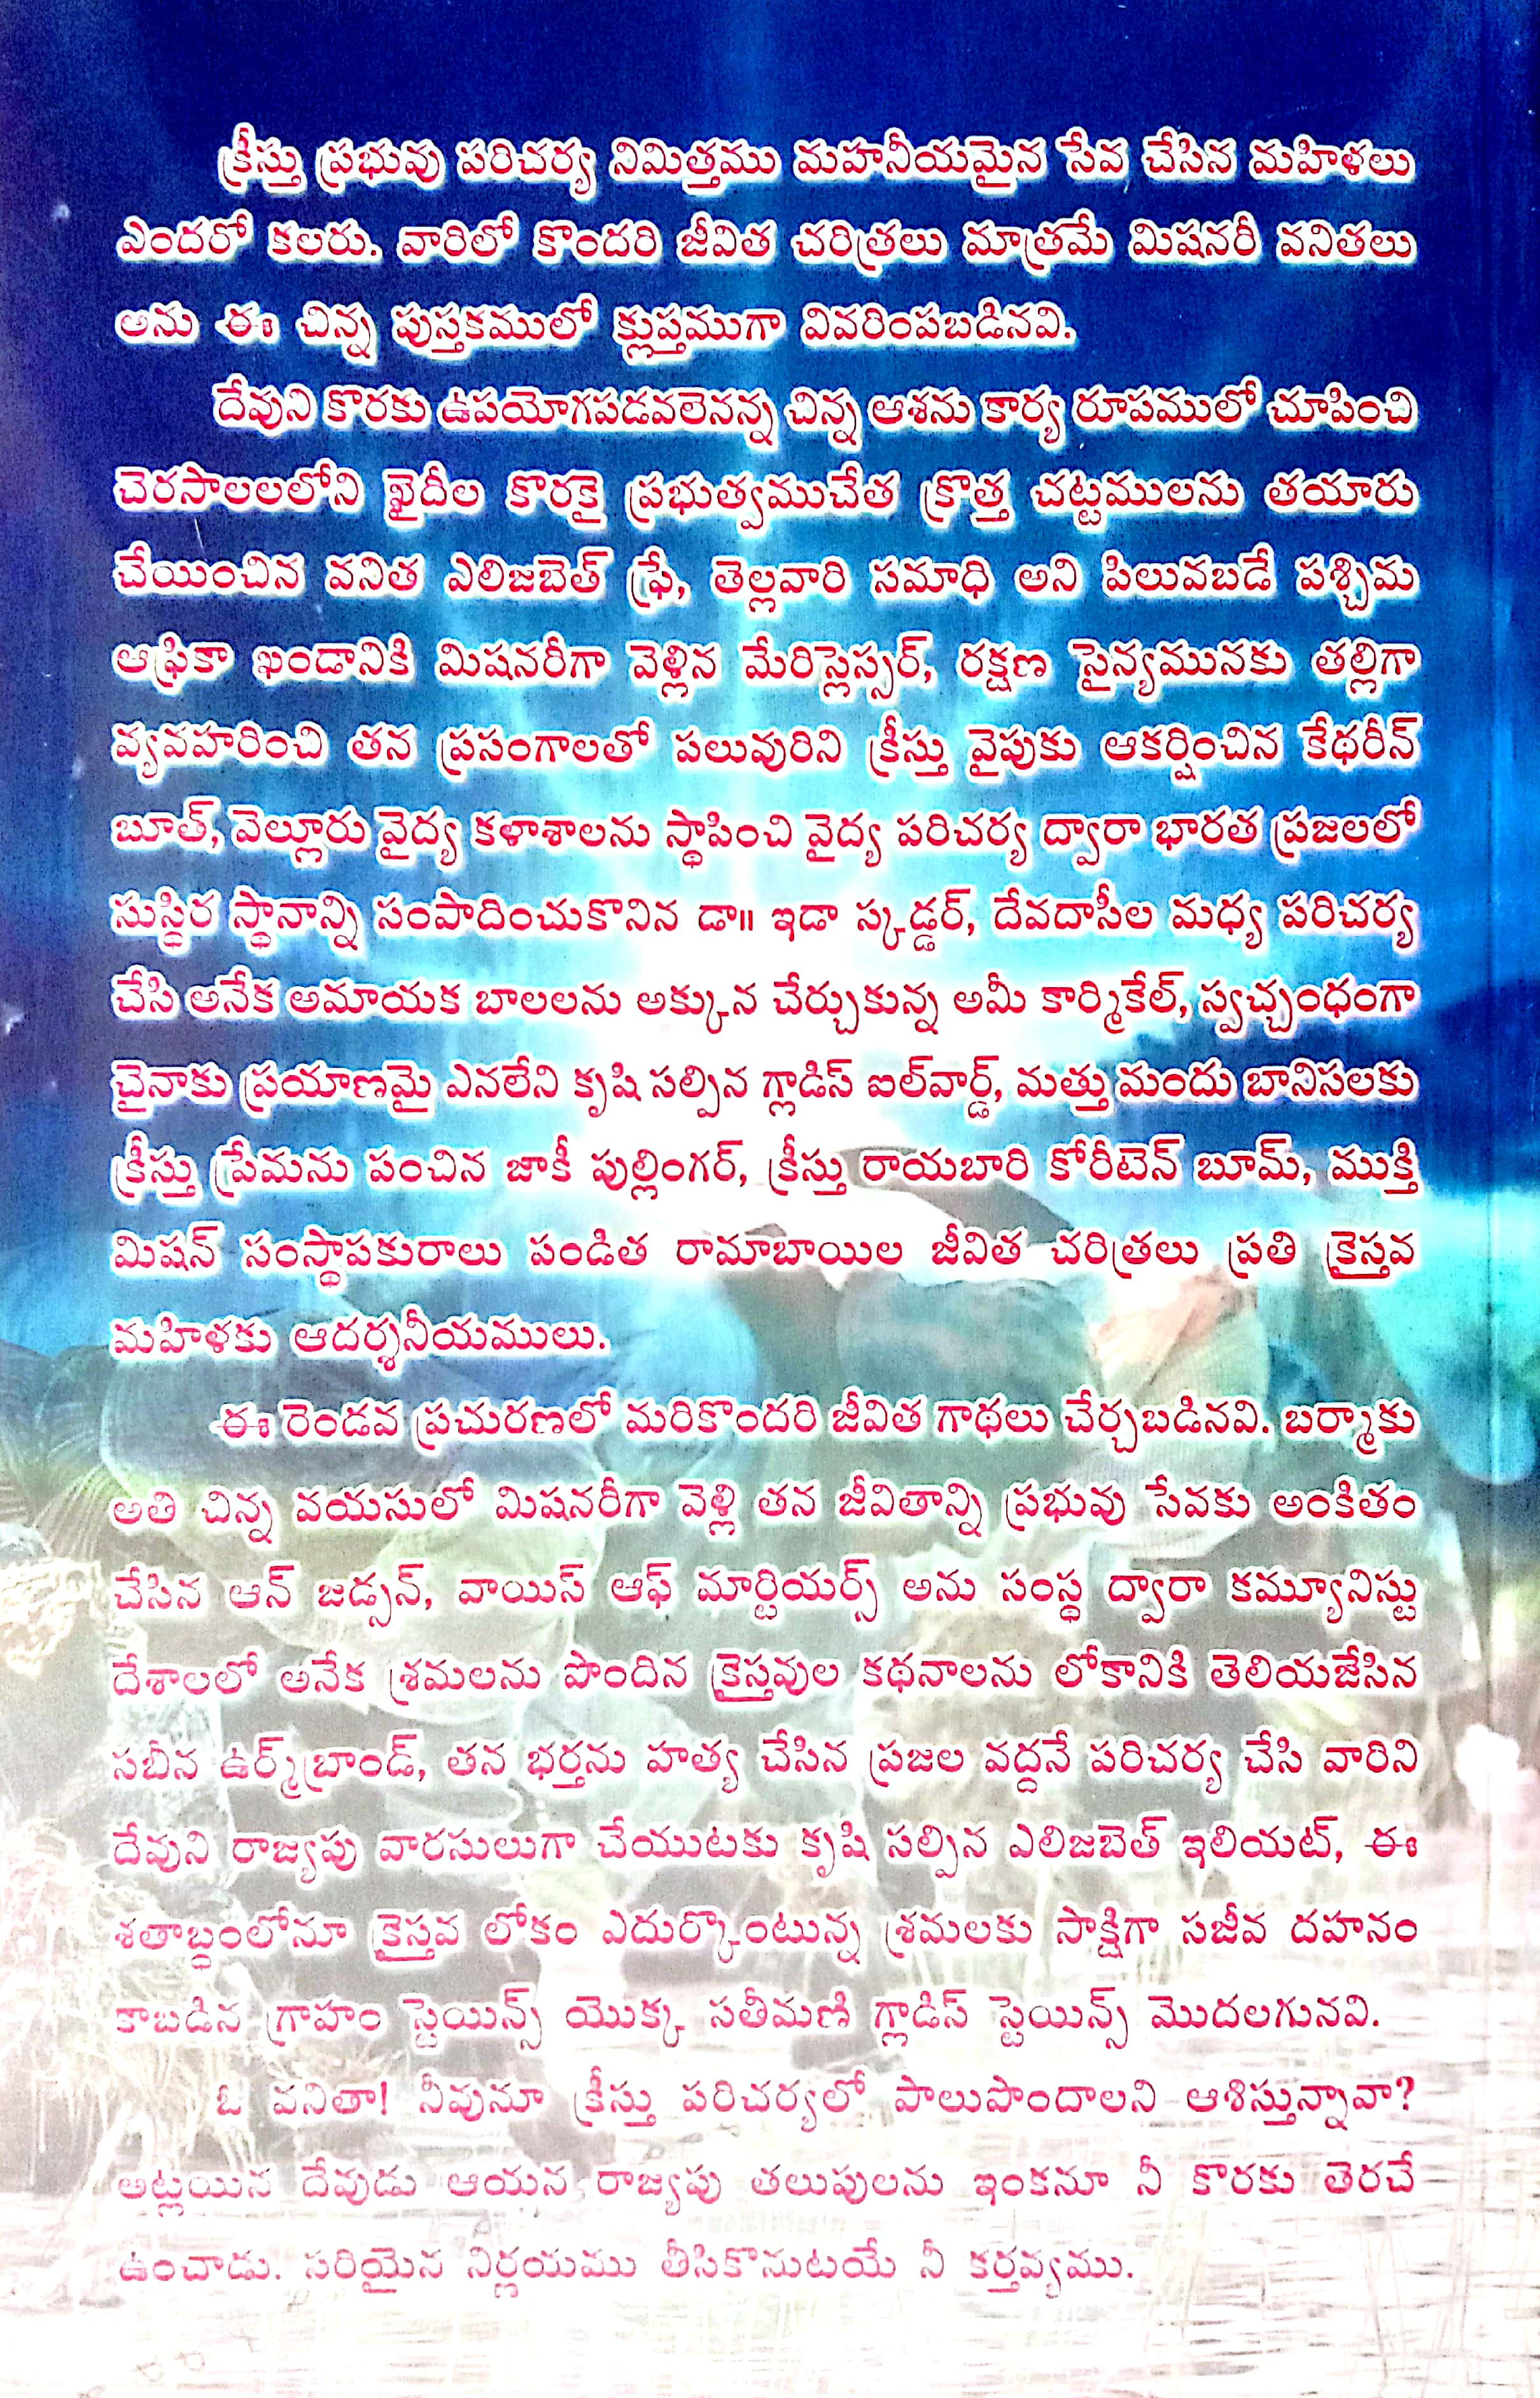 క్రీస్తు ప్రభువు పరిచర్య నిమిత్తము మహనీయమైన సేవ చేసిన మహిళలు
ఎందరో కలరు. వారిలో కొందరి జీవిత చరిత్రలు మాత్రమే మిషనరీ వనితలు
అను ఈ చిన్న పుస్తకములో క్లుప్తముగా వివరింపబడినవి.
దేవుని కొరకు ఉపయోగపడవలెనన్న చిన్న ఆశను కార్య రూపములో చూపించి
చెరసాలలలోని ఖైదీల కొరకై ప్రభుత్వముచేత క్రొత్త చట్టములను తయారు
చేయించిన వనిత ఎలిజబెత్ ఫ్రే, తెల్లవారి సమాధి అని పిలువబడే పశ్చిమ
ఆఫ్రికా ఖండానికి మిషనరీగా వెళ్లిన మేరిస్లెస్సర్, రక్షణ సైన్యమునకు తల్లిగా
వ్యవహరించి తన ప్రసంగాలతో పలువురిని క్రీస్తు వైపుకు ఆకర్షించిన కేథరీన్
బూత్, వెల్లూరు వైద్య కళాశాలను స్థాపించి వైద్య పరిచర్య ద్వారా భారత ప్రజలలో
సుస్థిర స్థానాన్ని సంపాదించుకొనిన డా॥ ఇడా స్కడ్డర్, దేవదాసీల మధ్య పరిచర్య
చేసి అనేక అమాయక బాలలను అక్కున చేర్చుకున్న అమీ కార్మికేల్, స్వచ్చంధంగా
చైనాకు ప్రయాణమై ఎనలేని కృషి సల్పిన గ్లాడిస్ ఐల్‌వార్డ్, మత్తు మందు బానిసలకు
క్రీస్తు ప్రేమను పంచిన జాకీ పుల్లింగర్, క్రీస్తు రాయబారి కోరీటెన్ బూమ్, ముక్తి
మిషన్ సంస్థాపకురాలు పండిత రామాబాయిల జీవిత చరిత్రలు ప్రతి క్రైస్తవ
మహిళకు ఆదర్శనీయములు.
ఈ రెండవ ప్రచురణలో మరికొందరి జీవిత గాథలు చేర్చబడినవి. బర్మాకు
అతి చిన్న వయసులో మిషనరీగా వెళ్లి తన జీవితాన్ని ప్రభువు సేవకు అంకితం
చేసిన ఆన్ జడ్సన్, వాయిస్ ఆఫ్ మార్టియర్స్ అను సంస్థ ద్వారా కమ్యూనిస్టు
దేశాలలో అనేక శ్రమలను పొందిన క్రైస్తవుల కథనాలను లోకానికి తెలియజేసిన
సబీన ఉర్మ్‌బ్రాండ్, తన భర్తను హత్య చేసిన ప్రజల వద్దనే పరిచర్య చేసి వారిని
దేవుని రాజ్యపు వారసులుగా చేయుటకు కృషి సల్పిన ఎలిజబెత్ ఇలియట్, ఈ
శతాబ్దంలోనూ క్రైస్తవ లోకం ఎదుర్కొంటున్న శ్రమలకు సాక్షిగా సజీవ దహనం
కాబడిన గ్రాహం స్టెయిన్స్ యొక్క సతీమణి గ్లాడిస్ స్టెయిన్స్ మొదలగునవి.
ఓ వనితా! నీవునూ క్రీస్తు పరిచర్యలో పాలుపొందాలని ఆశిస్తున్నావా?
అట్లయిన దేవుడు ఆయన రాజ్యపు తలుపులను ఇంకనూ నీ కొరకు తెరచే
ఉంచాడు. సరియైన నిర్ణయము తీసికొనుటయే నీ కర్తవ్యము.